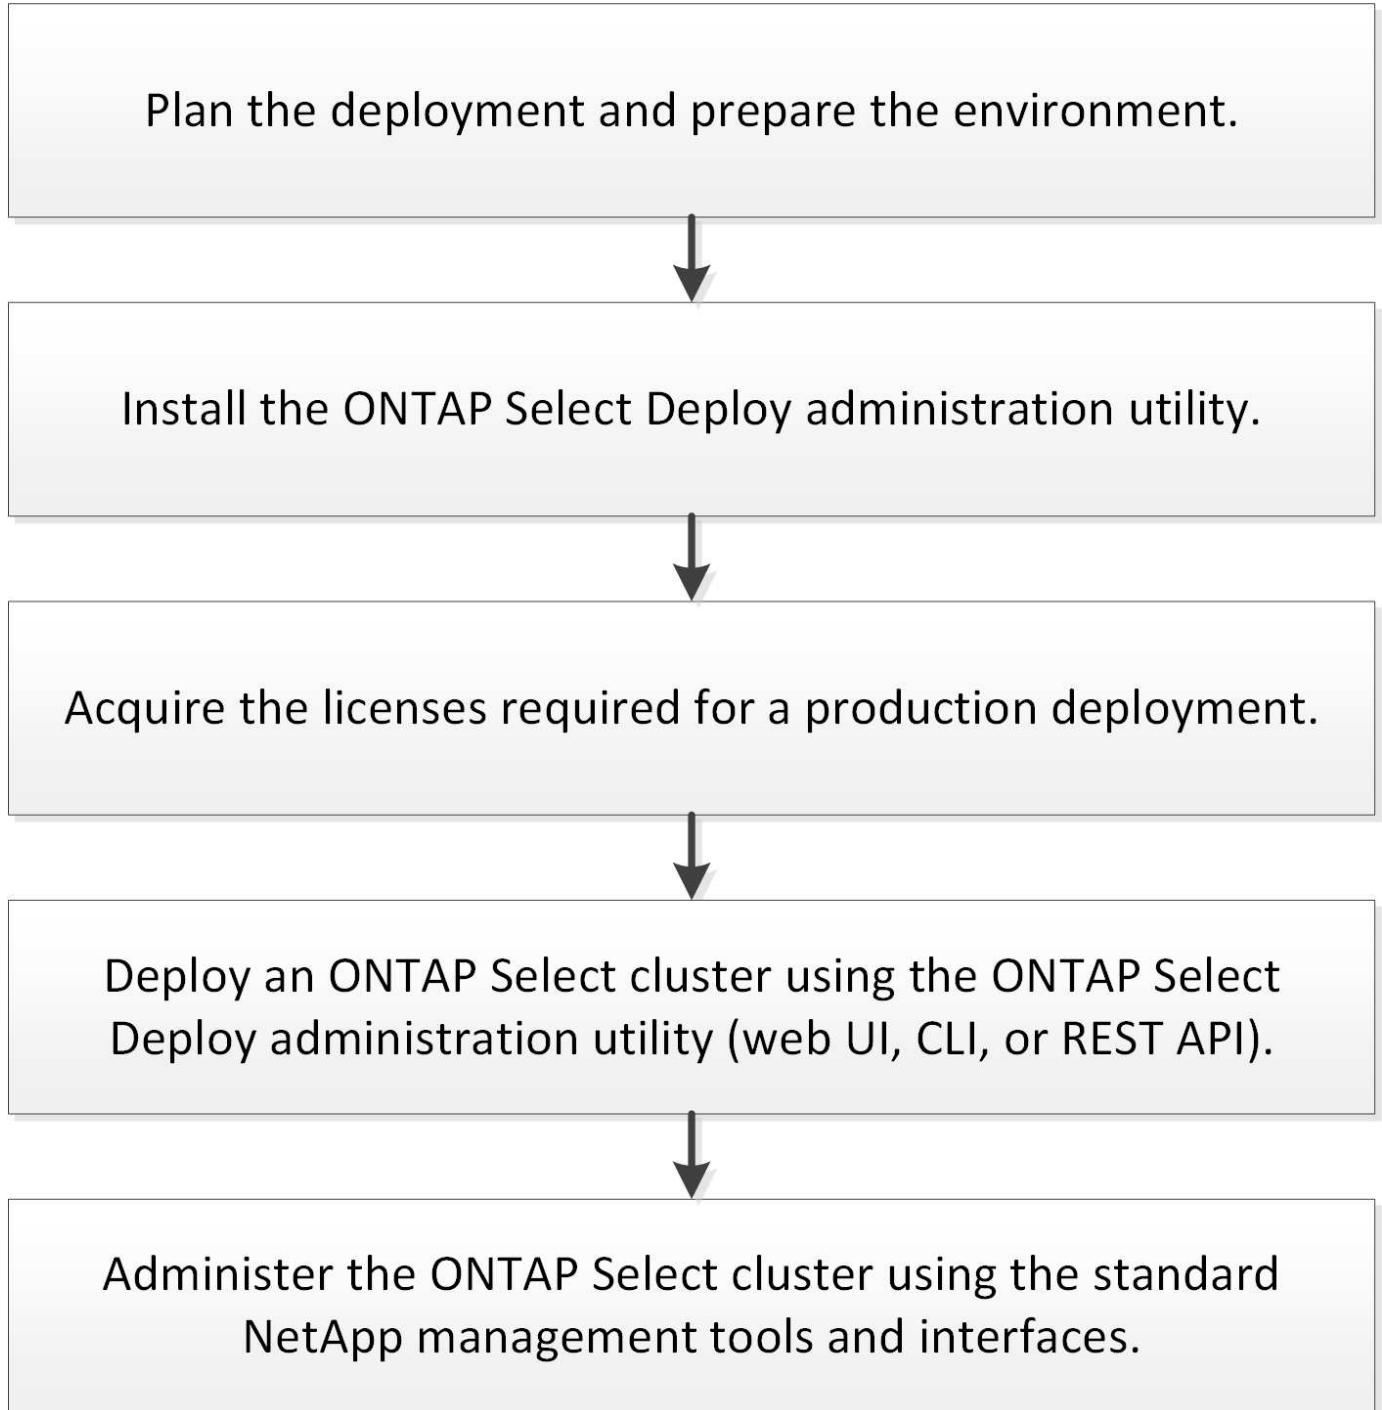 Plan the deployment and prepare the environment.
Install the ONTAP Select Deploy administration utility.
Acquire the licenses required for a production deployment.
Deploy an ONTAP Select cluster using the ONTAP Select
Deploy administration utility (web UI, CLI, or REST API).
Administer the ONTAP Select cluster using the standard
NetApp management tools and interfaces.